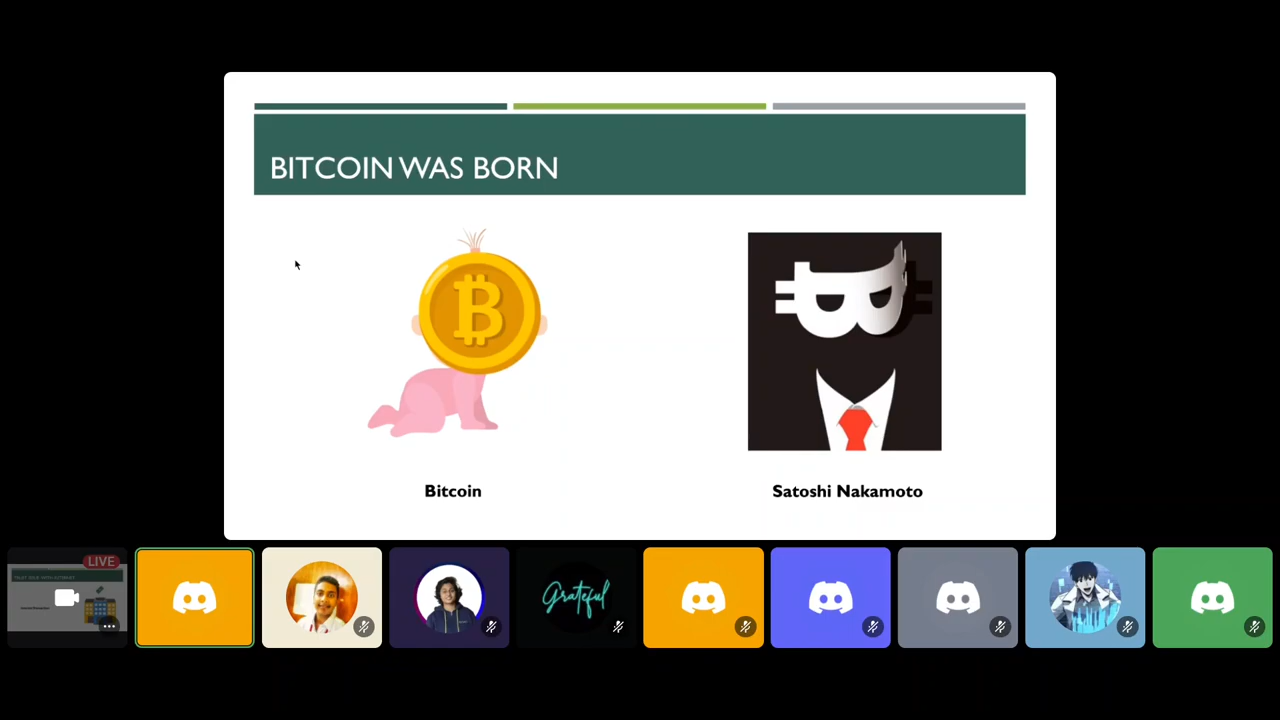 BITCOIN WAS BORN
Bitcoin
Satoshi Nakamoto
LIVE
Grateful